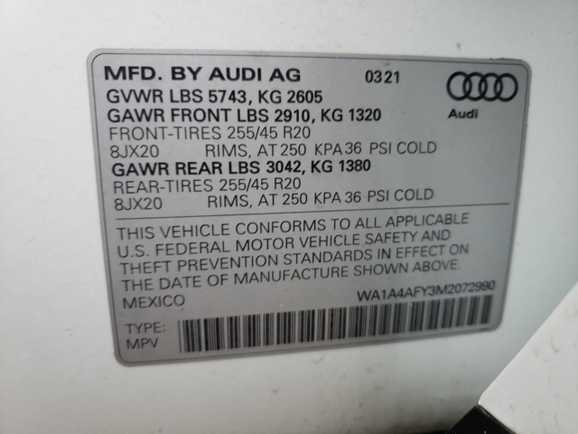 MFD. BY AUDI AG 03 21
GVWR LBS 5743, KG 2605
GAWR FRONT LBS 2910, KG 1320
FRONT-TIRES 255/45 R20
8JX20 RIMS, AT 250 KPA 36 PSI COLD
GAWR REAR LBS 3042, KG 1380
REAR-TIRES 255/45 R20
8JX20 RIMS, AT 250 KPA 36 PSI COLD
Audi
THIS VEHICLE CONFORMS TO ALL APPLICABLE
U.S. FEDERAL MOTOR VEHICLE SAFETY AND
THEFT PREVENTION STANDARDS IN EFFECT ON
THE DATE OF MANUFACTURE SHOWN ABOVE.
MEXICO WA1A4AFY3M2072990
TYPE:
MPV